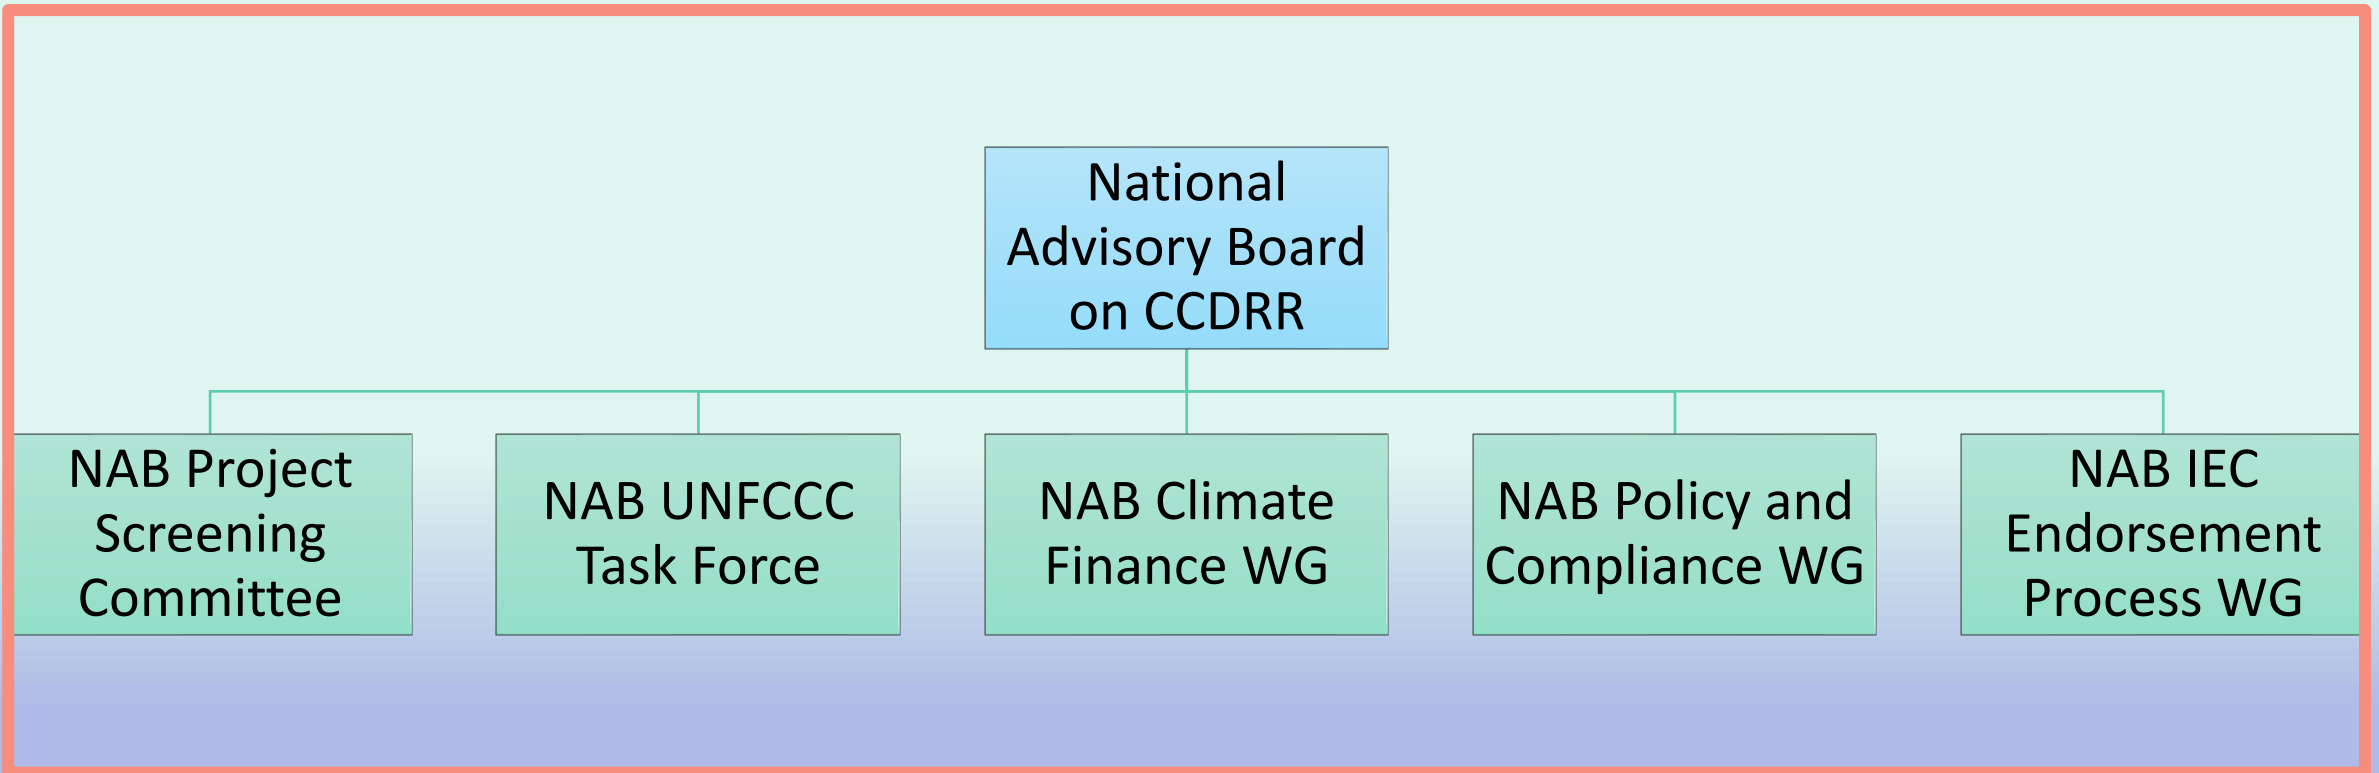 National
Advisory Board
on CCDRR
NAB Project
Screening
Committee
NAB UNFCCC
Task Force
NAB Climate
Finance WG
NAB Policy and
Compliance WG
NAB IEC
Endorsement
Process WG